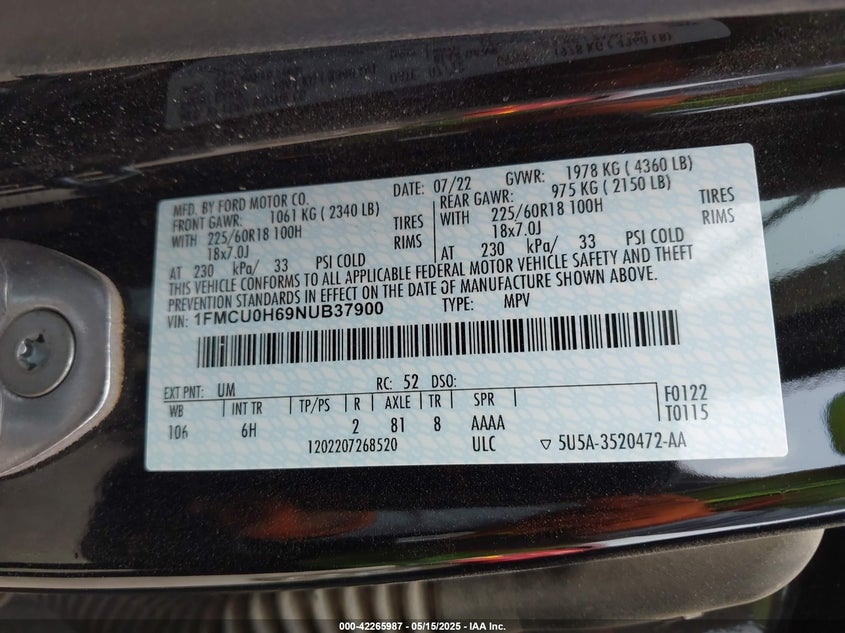 MFD. BY FORD MOTOR CO. DATE: 07/22 GVWR: 1978 KG ( 4360 LB)
FRONT GAWR: 1061 KG ( 2340 LB) REAR GAWR: 975 KG ( 2150 LB)
WITH 225/60R18 100H TIRES WITH 225/60R18 100H TIRES
18x7.0J RIMS 18x7.0J RIMS
AT 230 kPa/ 33 PSI COLD AT 230 kPa/ 33 PSI COLD
THIS VEHICLE CONFORMS TO ALL APPLICABLE FEDERAL MOTOR VEHICLE SAFETY AND THEFT
PREVENTION STANDARDS IN EFFECT ON THE DATE OF MANUFACTURE SHOWN ABOVE.
VIN: 1FMCU0H69NUB37900 TYPE: MPV
EXT PNT: UM RC: 52 DSO:
WB INT TR TP/PS R AXLE TR SPR F0122
106 6H 2 81 8 AAAA T0115
1202207268520 ULC ▽ 5U5A-3520472-AA
000-42265987 - 05/15/2025 - IAA Inc.